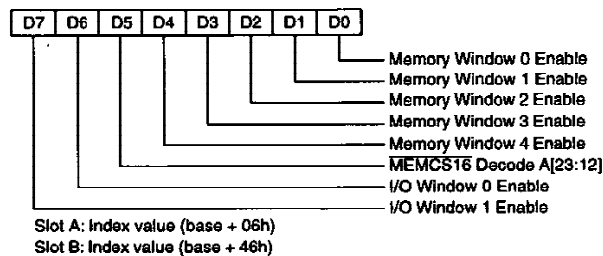 D7 D6 D5 D4 D3 D2 D1 D0
Memory Window 0 Enable
Memory Window 1 Enable
Memory Window 2 Enable
Memory Window 3 Enable
Memory Window 4 Enable
MEMCS16 Decode A[23:12]
I/O Window 0 Enable
I/O Window 1 Enable
Slot A: Index value (base + 06h)
Slot B: Index value (base + 46h)